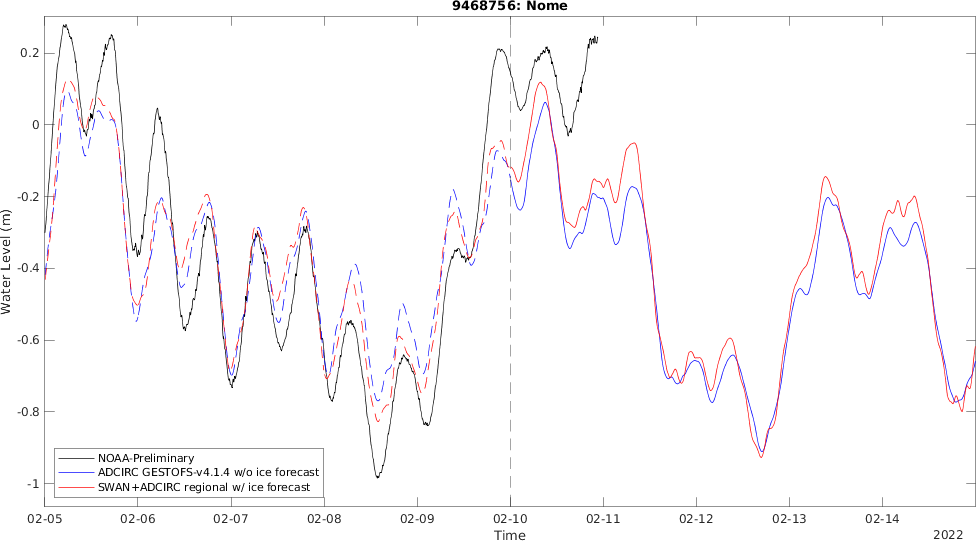 9468756: Nome
Water Level (m)
0.2
0
-0.2
-0.4
-0.6
-0.8
-1
NOAA-Preliminary
ADCIRC GESTOFS-v4.1.4 w/o ice forecast
SWAN+ADCIRC regional w/ ice forecast
02-05 02-06 02-07 02-08 02-09 02-10 02-11 02-12 02-13 02-14
Time
2022